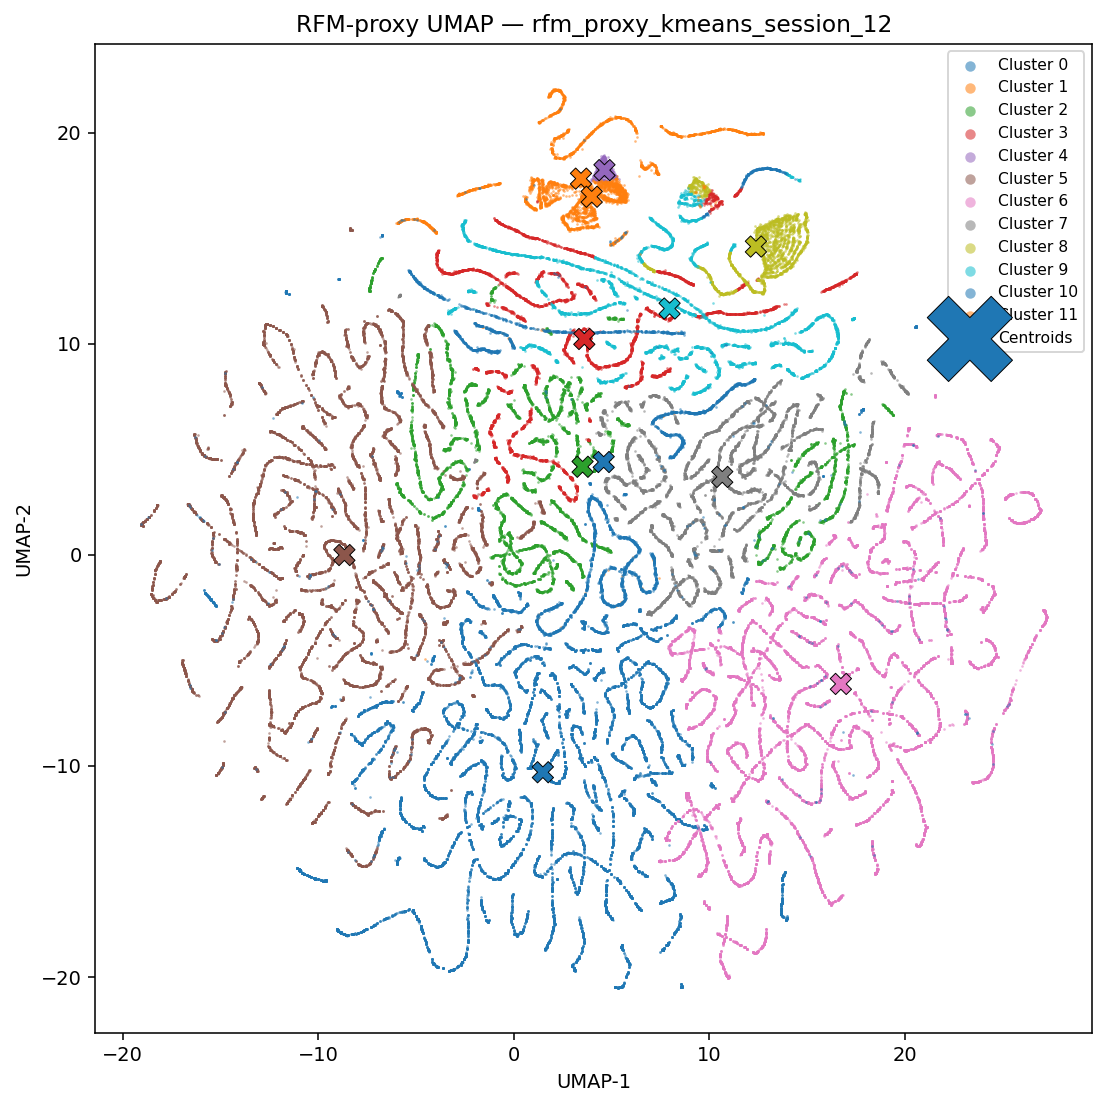 RFM-proxy UMAP — rfm_proxy_kmeans_session_12
Cluster 0
Cluster 1
Cluster 2
Cluster 3
Cluster 4
Cluster 5
Cluster 6
Cluster 7
Cluster 8
Cluster 9
Cluster 10
Cluster 11
Centroids
20
10
0
−10
−20
UMAP-2
−20
−10
0
10
20
UMAP-1